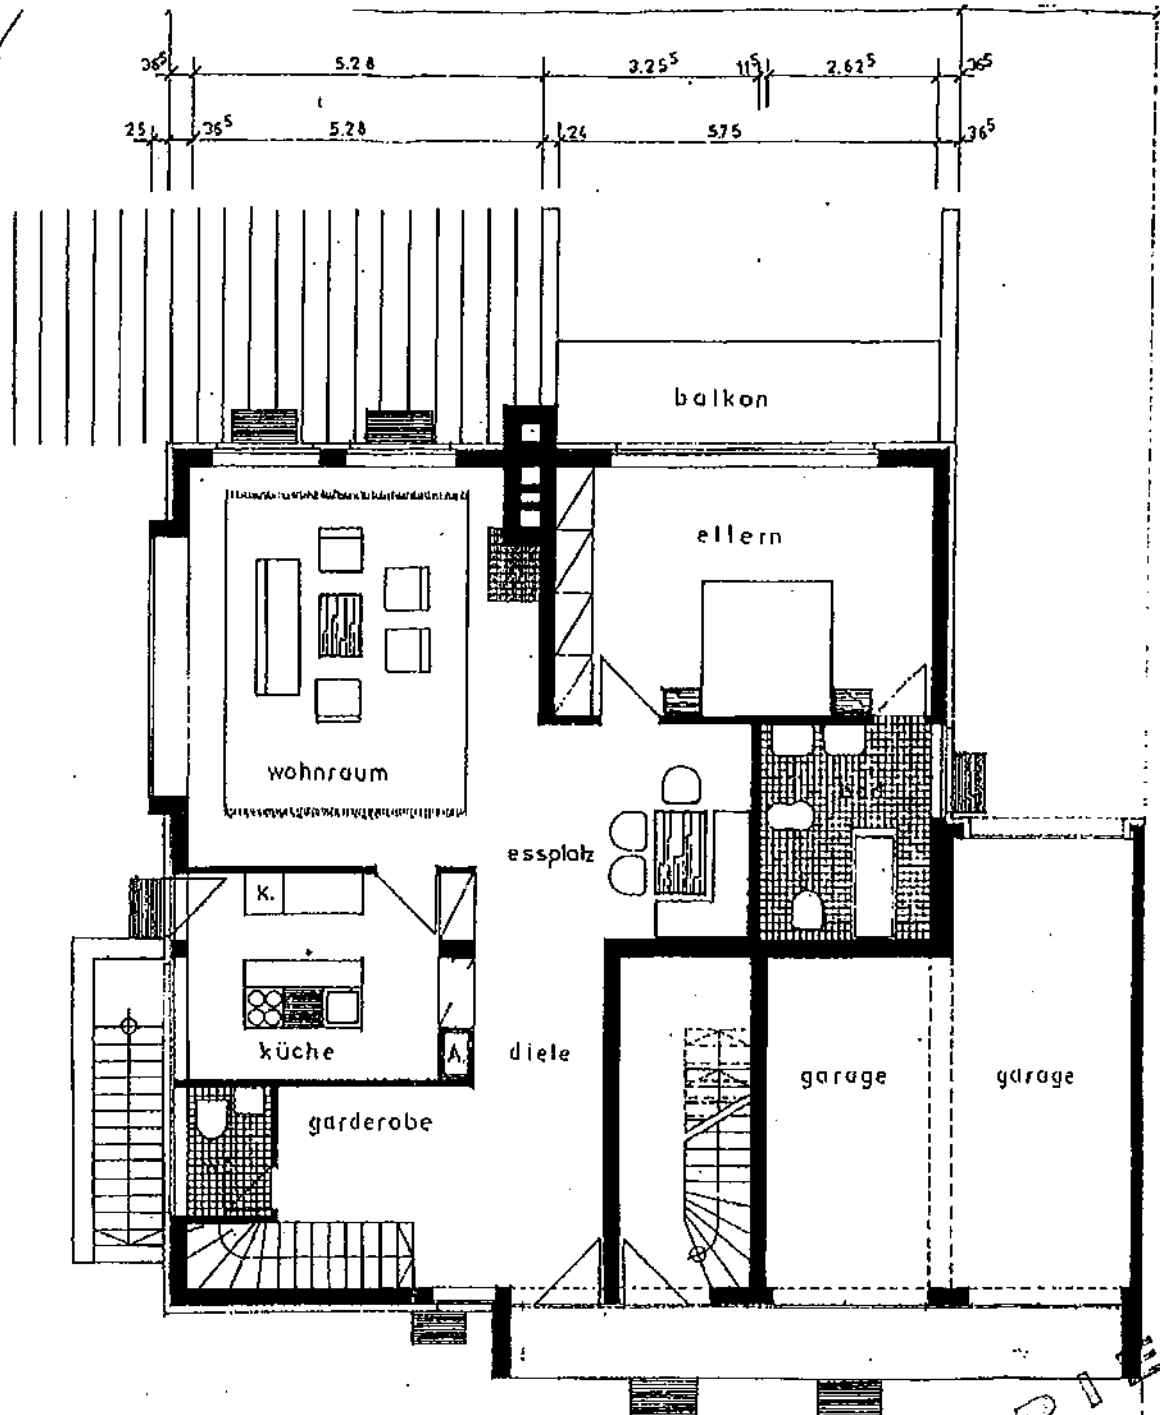 36⁵ 5.28 3.25⁵ 11⁵ 2.62⁵ 36⁵
25 36⁵ 5.28 24 5.75 36⁵
balkon
eltern
wohnraum
essplatz
K.
küche
diele
A.
garage
garage
garderobe